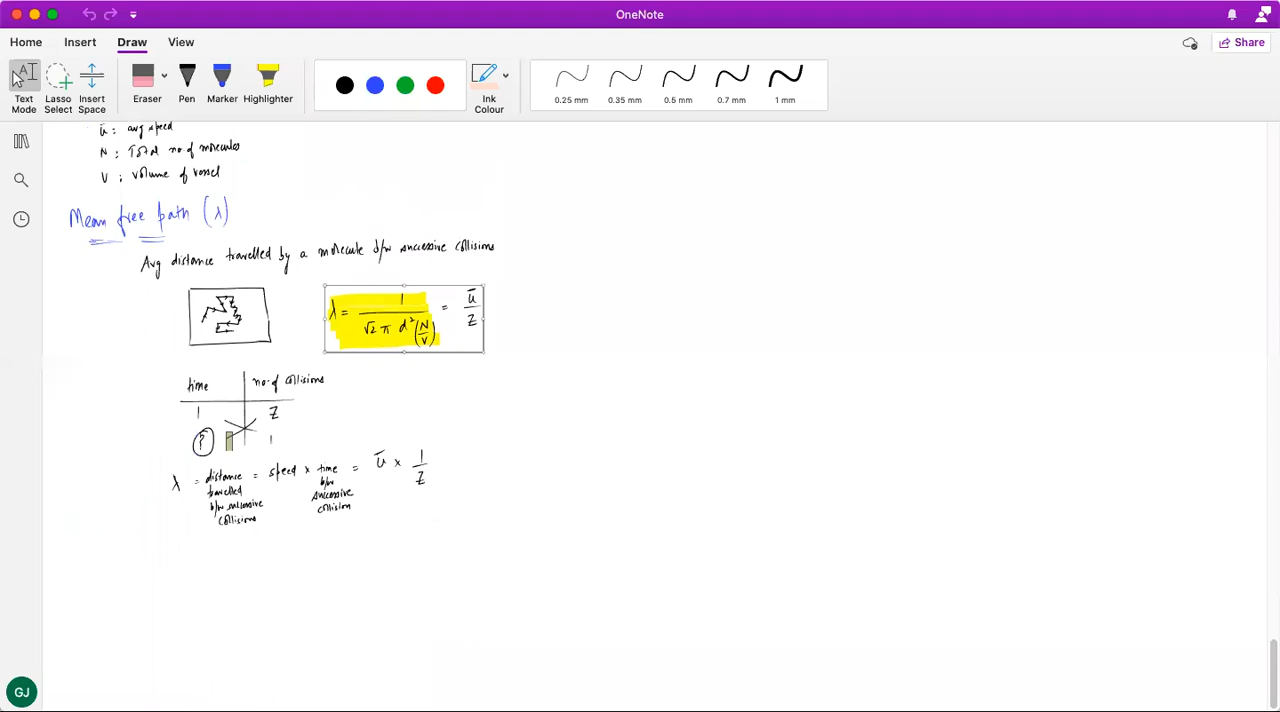 OneNote
Home Insert Draw View
Share
Text Mode
Lasso Select
Insert Space
Eraser
Pen
Marker
Highlighter
Ink Colour
0.25 mm
0.35 mm
0.5 mm
0.7 mm
1 mm
ū : avg speed
N : Total no. of molecules
V : volume of vessel
Mean free path (λ)
Avg distance travelled by a molecule b/w successive collisions
λ = 1 / √2 π d² (N/V) = ū / Z
time | no. of collisions
1 | Z
? | 1
λ = distance travelled b/w successive collisions = speed × time b/w successive collision = ū × 1/Z
GJ